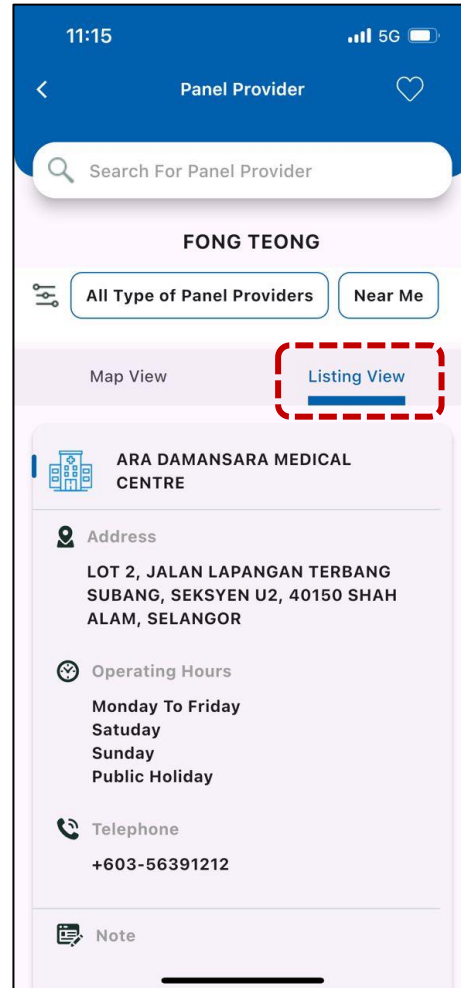 11:15
5G
Panel Provider
Search For Panel Provider
FONG TEONG
All Type of Panel Providers
Near Me
Map View
Listing View
ARA DAMANSARA MEDICAL
CENTRE
Address
LOT 2, JALAN LAPANGAN TERBANG
SUBANG, SEKSYEN U2, 40150 SHAH
ALAM, SELANGOR
Operating Hours
Monday To Friday
Satuday
Sunday
Public Holiday
Telephone
+603-56391212
Note